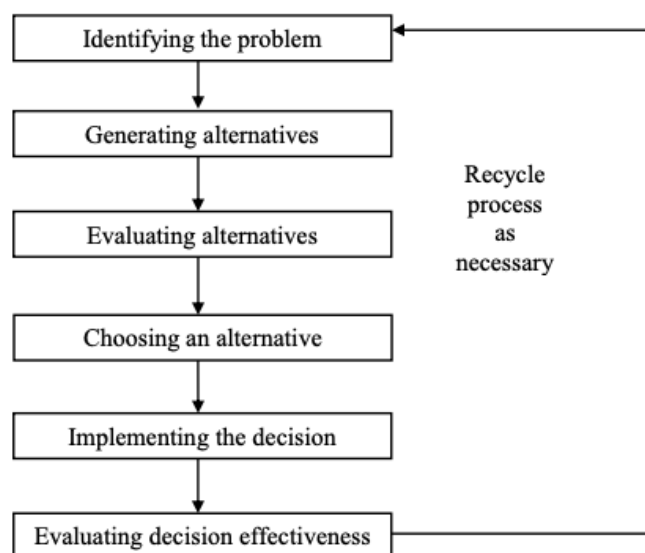 Identifying the problem
Generating alternatives
Evaluating alternatives
Choosing an alternative
Implementing the decision
Evaluating decision effectiveness
Recycle
process
as
necessary